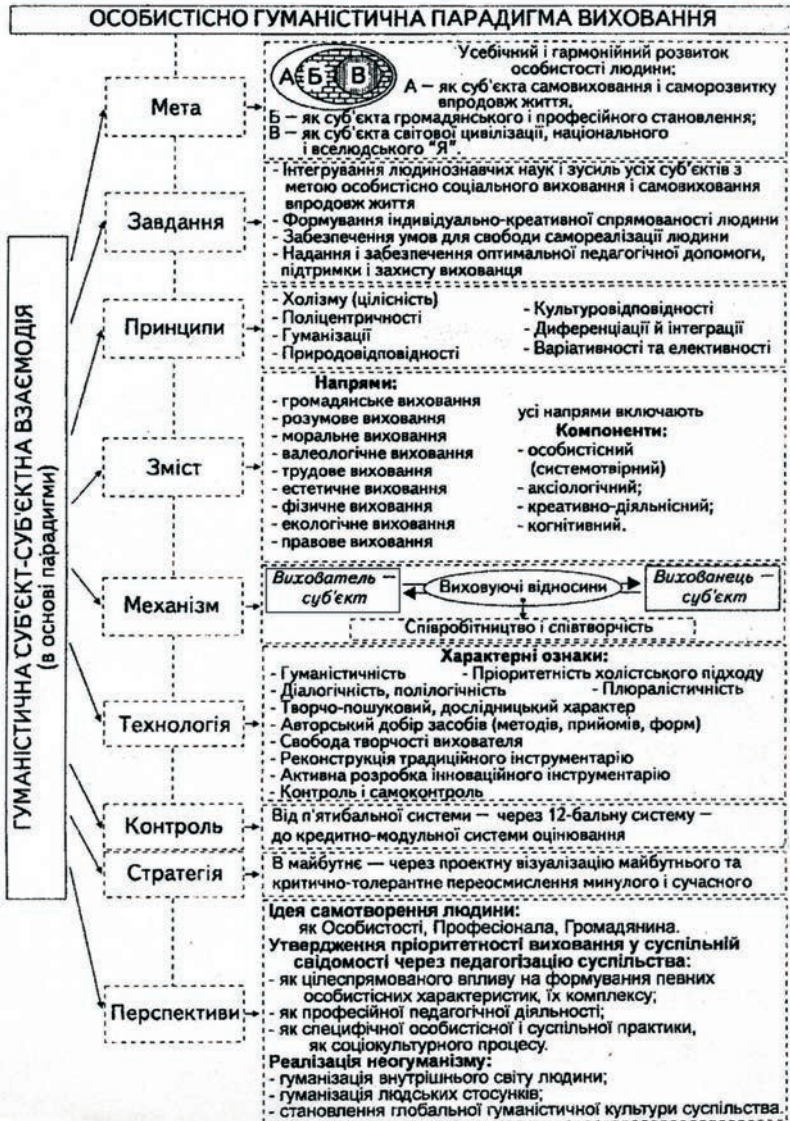 ОСОБИСТІСНО ГУМАНІСТИЧНА ПАРАДИГМА ВИХОВАННЯ
ГУМАНІСТИЧНА СУБ'ЄКТ-СУБ'ЄКТНА ВЗАЄМОДІЯ
(в основі парадигми)
Мета
А Б В
Усебічний і гармонійний розвиток
особистості людини:
А – як суб'єкта самовиховання і саморозвитку
впродовж життя.
Б – як суб'єкта громадянського і професійного становлення;
В – як суб'єкта світової цивілізації, національного
і вселюдського "Я".
Завдання
- Інтегрування людинознавчих наук і зусиль усіх суб'єктів з
метою особистісно соціального виховання і самовиховання
впродовж життя
- Формування індивідуально-креативної спрямованості людини
- Забезпечення умов для свободи самореалізації людини
- Надання і забезпечення оптимальної педагогічної допомоги,
підтримки і захисту вихованця
Принципи
- Холізму (цілісність)
- Поліцентричності
- Гуманізації
- Природовідповідності
- Культуровідповідності
- Диференціації й інтеграції
- Варіативності та елективності
Зміст
Напрями:
- громадянське виховання
- розумове виховання
- моральне виховання
- валеологічне виховання
- трудове виховання
- естетичне виховання
- фізичне виховання
- екологічне виховання
- правове виховання
усі напрями включають
Компоненти:
- особистісний
(системотвірний)
- аксіологічний;
- креативно-діяльнісний;
- когнітивний.
Механізм
Вихователь –
суб'єкт
Виховуючі відносини
Вихованець –
суб'єкт
Співробітництво і співтворчість
Технологія
Характерні ознаки:
- Гуманістичність - Пріоритетність холістського підходу
- Діалогічність, полілогічність - Плюралістичність
- Творчо-пошуковий, дослідницький характер
- Авторський добір засобів (методів, прийомів, форм)
- Свобода творчості вихователя
- Реконструкція традиційного інструментарію
- Активна розробка інноваційного інструментарію
- Контроль і самоконтроль
Контроль
Від п'ятибальної системи – через 12-бальну систему –
до кредитно-модульної системи оцінювання
Стратегія
В майбутнє — через проектну візуалізацію майбутнього та
критично-толерантне переосмислення минулого і сучасного
Перспективи
Ідея самотворення людини:
як Особистості, Професіонала, Громадянина.
Утвердження пріоритетності виховання у суспільній
свідомості через педагогізацію суспільства:
- як цілеспрямованого впливу на формування певних
особистісних характеристик, їх комплексу;
- як професійної педагогічної діяльності;
- як специфічної особистісної і суспільної практики,
як соціокультурного процесу.
Реалізація неогуманізму:
- гуманізація внутрішнього світу людини;
- гуманізація людських стосунків;
- становлення глобальної гуманістичної культури суспільства.